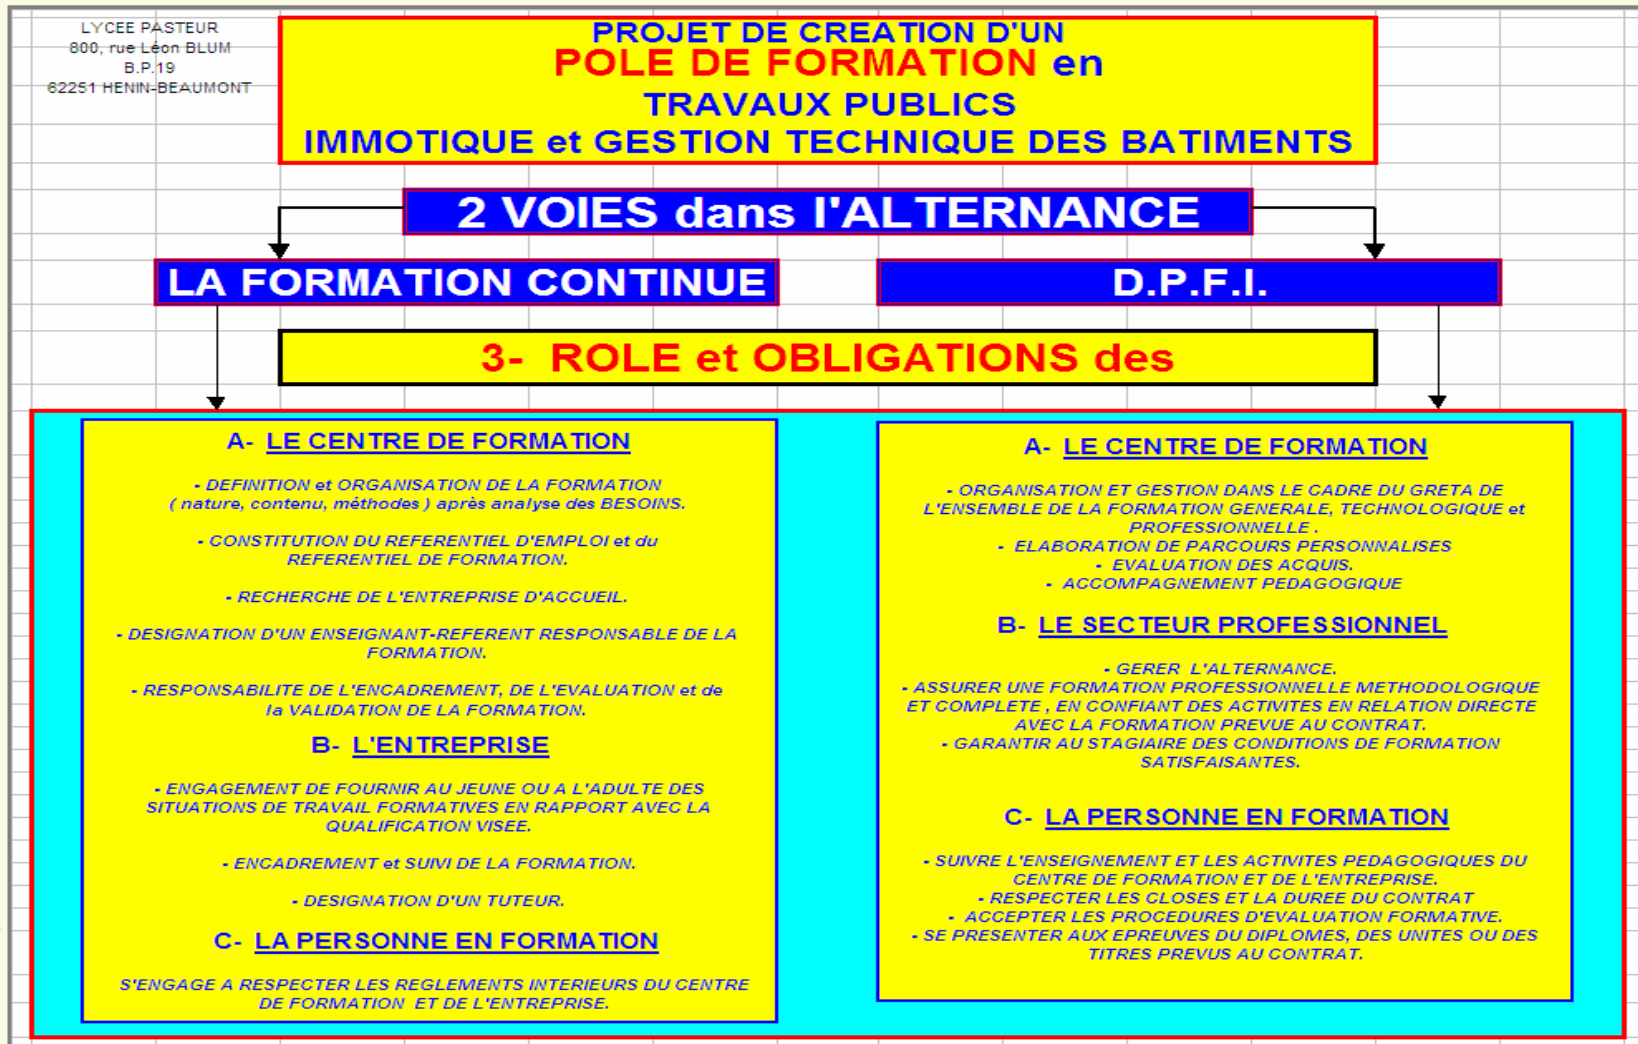 LYCEE PASTEUR
800, rue Léon BLUM
B.P.19
62251 HENIN-BEAUMONT
PROJET DE CREATION D'UN
POLE DE FORMATION en
TRAVAUX PUBLICS
IMMOTIQUE et GESTION TECHNIQUE DES BATIMENTS
2 VOIES dans l'ALTERNANCE
LA FORMATION CONTINUE
D.P.F.I.
3- ROLE et OBLIGATIONS des
A- LE CENTRE DE FORMATION
- DEFINITION et ORGANISATION DE LA FORMATION
( nature, contenu, méthodes ) après analyse des BESOINS.
- CONSTITUTION DU REFERENTIEL D'EMPLOI et du
REFERENTIEL DE FORMATION.
- RECHERCHE DE L'ENTREPRISE D'ACCUEIL.
- DESIGNATION D'UN ENSEIGNANT-REFERENT RESPONSABLE DE LA
FORMATION.
- RESPONSABILITE DE L'ENCADREMENT, DE L'EVALUATION et de
la VALIDATION DE LA FORMATION.
B- L'ENTREPRISE
- ENGAGEMENT DE FOURNIR AU JEUNE OU A L'ADULTE DES
SITUATIONS DE TRAVAIL FORMATIVES EN RAPPORT AVEC LA
QUALIFICATION VISEE.
- ENCADREMENT et SUIVI DE LA FORMATION.
- DESIGNATION D'UN TUTEUR.
C- LA PERSONNE EN FORMATION
S'ENGAGE A RESPECTER LES REGLEMENTS INTERIEURS DU CENTRE
DE FORMATION ET DE L'ENTREPRISE.
A- LE CENTRE DE FORMATION
- ORGANISATION ET GESTION DANS LE CADRE DU GRETA DE
L'ENSEMBLE DE LA FORMATION GENERALE, TECHNOLOGIQUE et
PROFESSIONNELLE .
- ELABORATION DE PARCOURS PERSONNALISES
- EVALUATION DES ACQUIS.
- ACCOMPAGNEMENT PEDAGOGIQUE
B- LE SECTEUR PROFESSIONNEL
- GERER L'ALTERNANCE.
- ASSURER UNE FORMATION PROFESSIONNELLE METHODOLOGIQUE
ET COMPLETE , EN CONFIANT DES ACTIVITES EN RELATION DIRECTE
AVEC LA FORMATION PREVUE AU CONTRAT.
- GARANTIR AU STAGIAIRE DES CONDITIONS DE FORMATION
SATISFAISANTES.
C- LA PERSONNE EN FORMATION
- SUIVRE L'ENSEIGNEMENT ET LES ACTIVITES PEDAGOGIQUES DU
CENTRE DE FORMATION ET DE L'ENTREPRISE.
- RESPECTER LES CLOSES ET LA DUREE DU CONTRAT
- ACCEPTER LES PROCEDURES D'EVALUATION FORMATIVE.
- SE PRESENTER AUX EPREUVES DU DIPLOMES, DES UNITES OU DES
TITRES PREVUS AU CONTRAT.